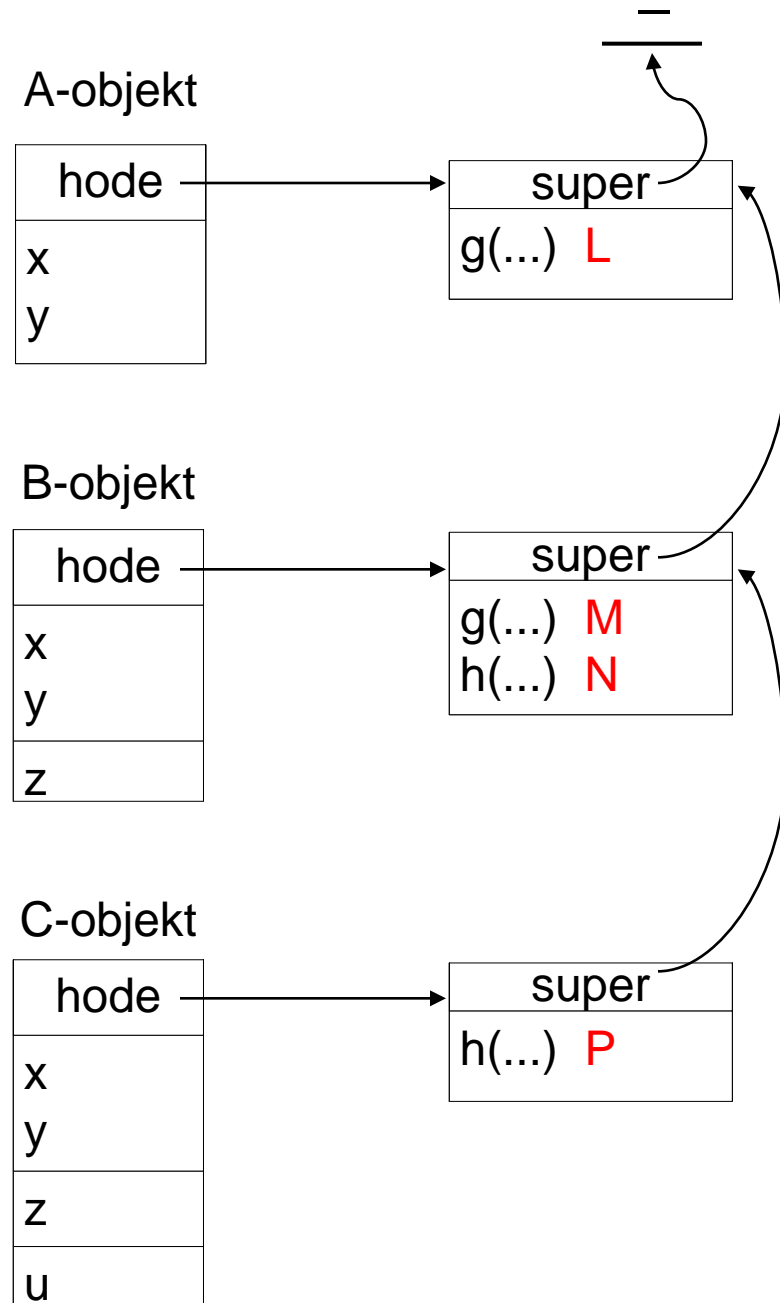 A-objekt
hode
super
x
g(...) L
y
B-objekt
hode
super
x
g(...) M
y
h(...) N
z
C-objekt
hode
super
x
h(...) P
y
z
u